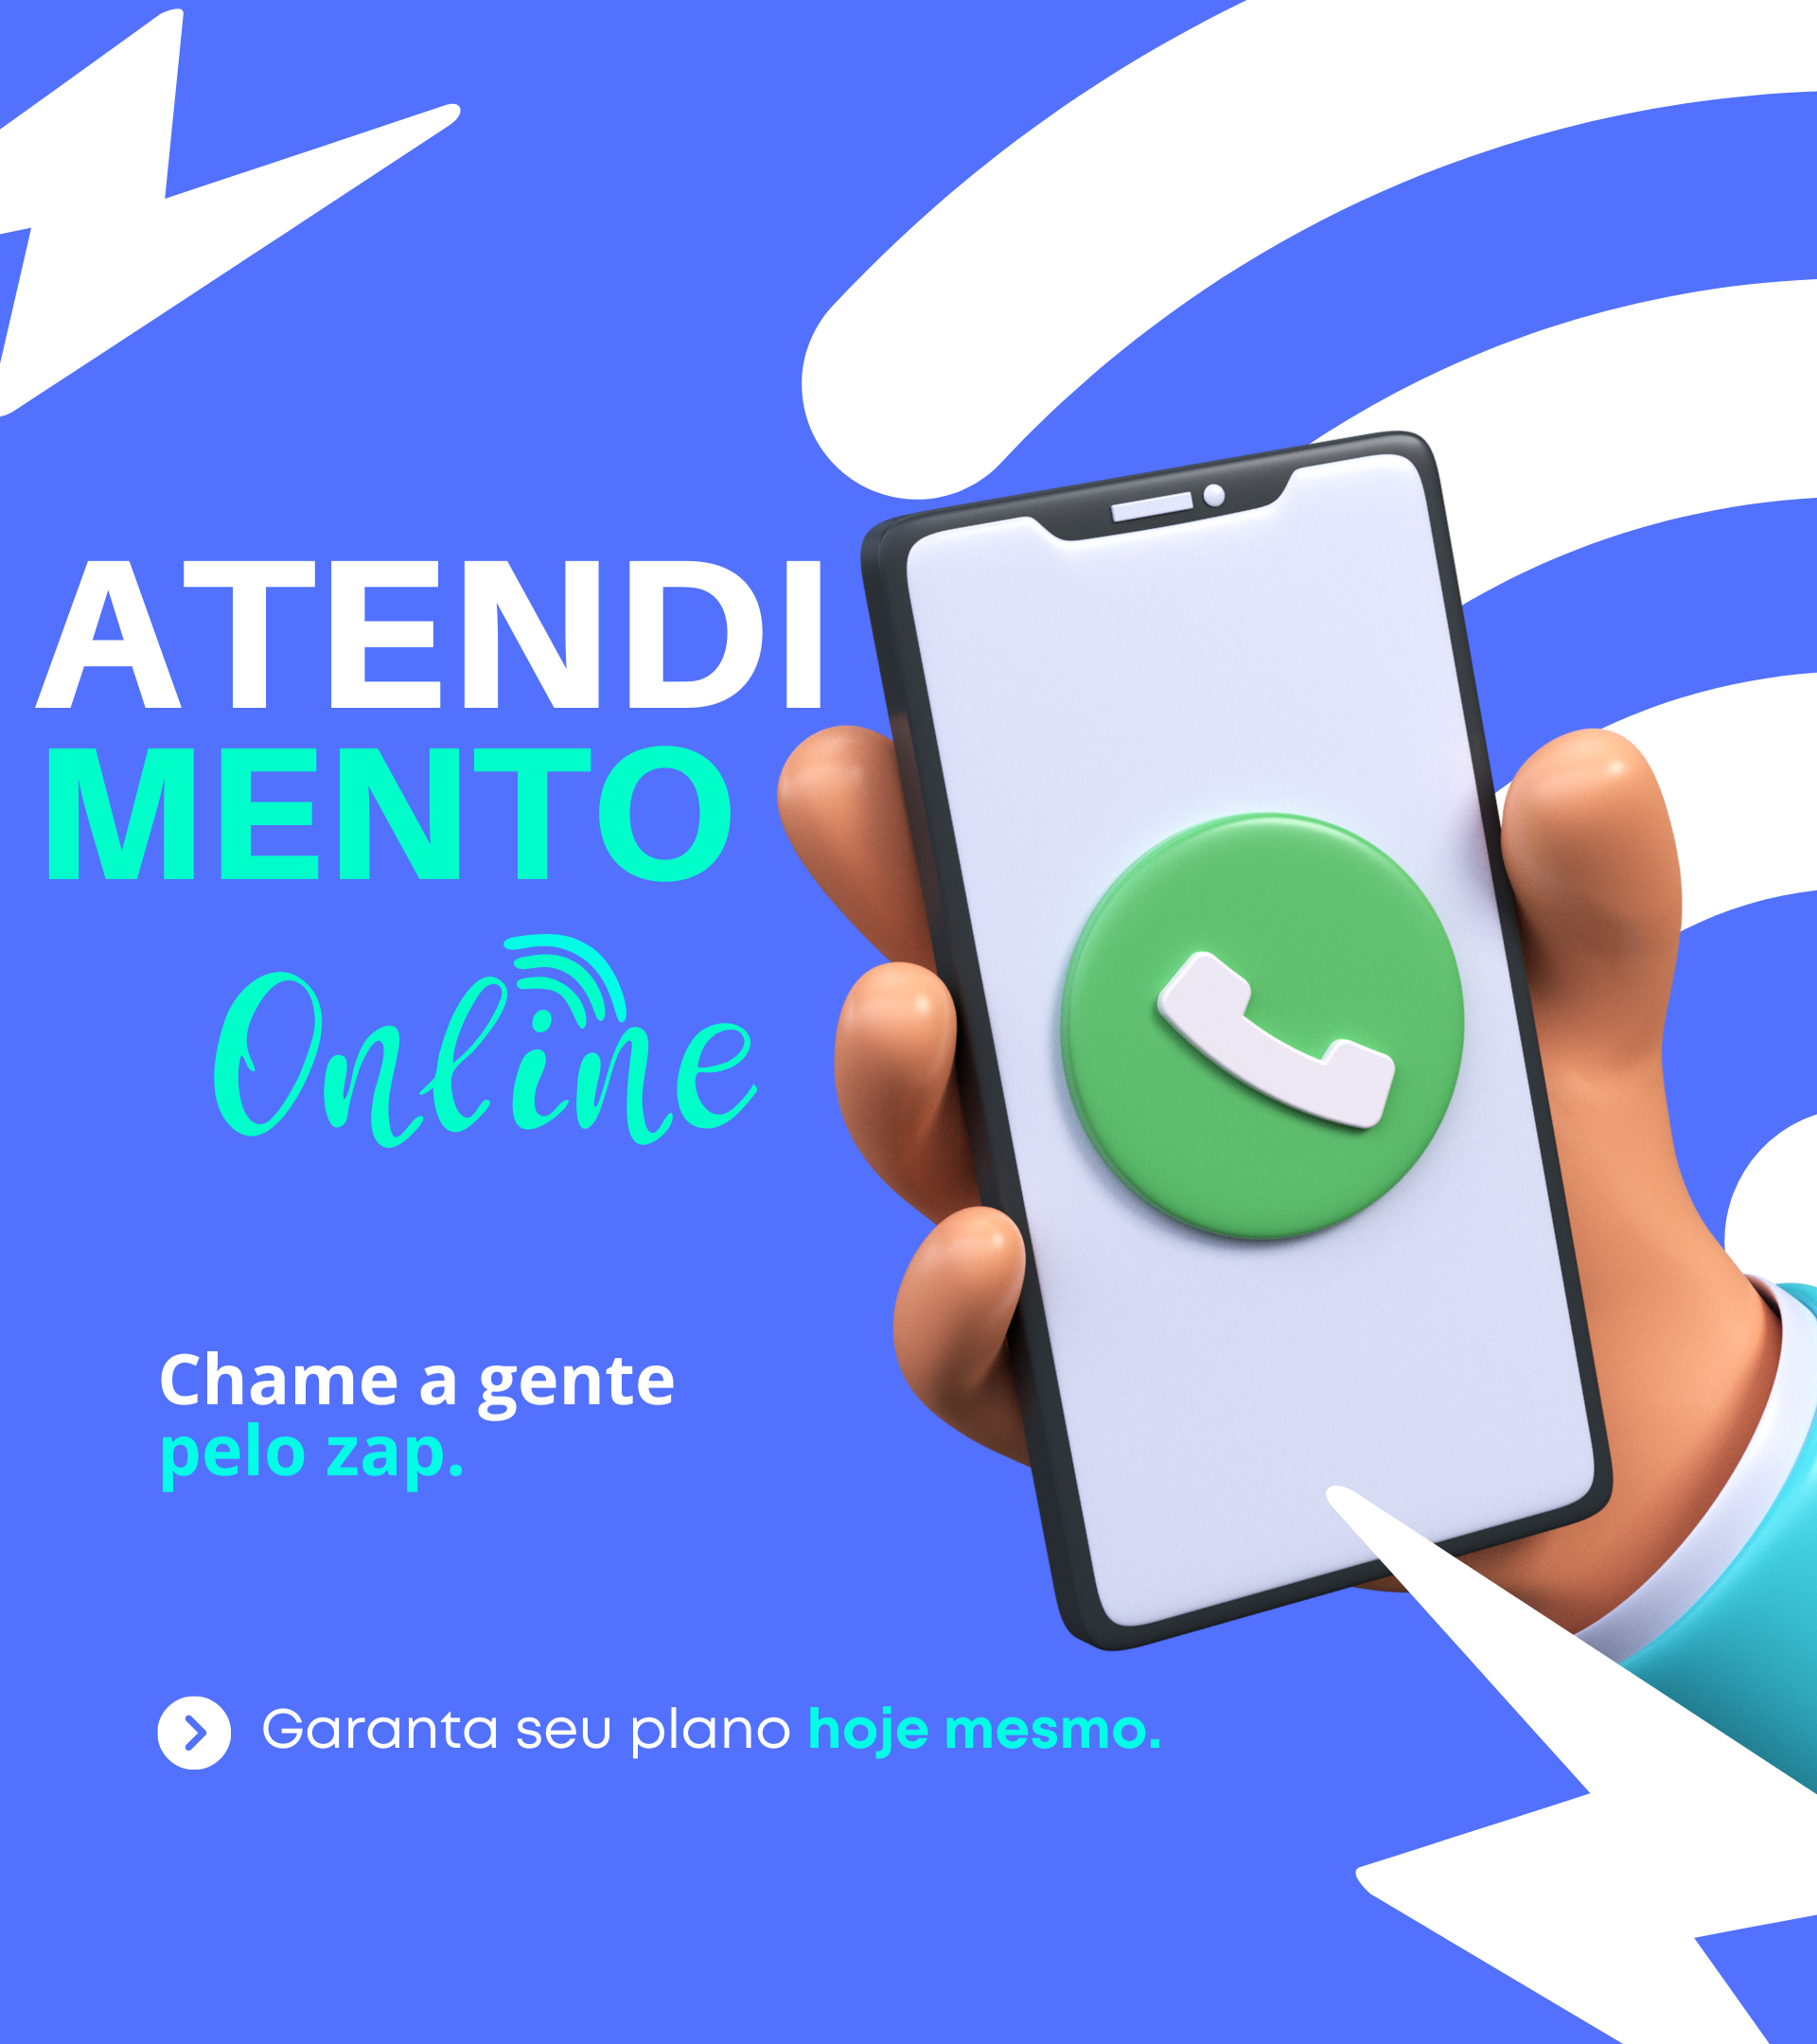 ATENDI
MENTO
Online
Chame a gente
pelo zap.
Garanta seu plano hoje mesmo.